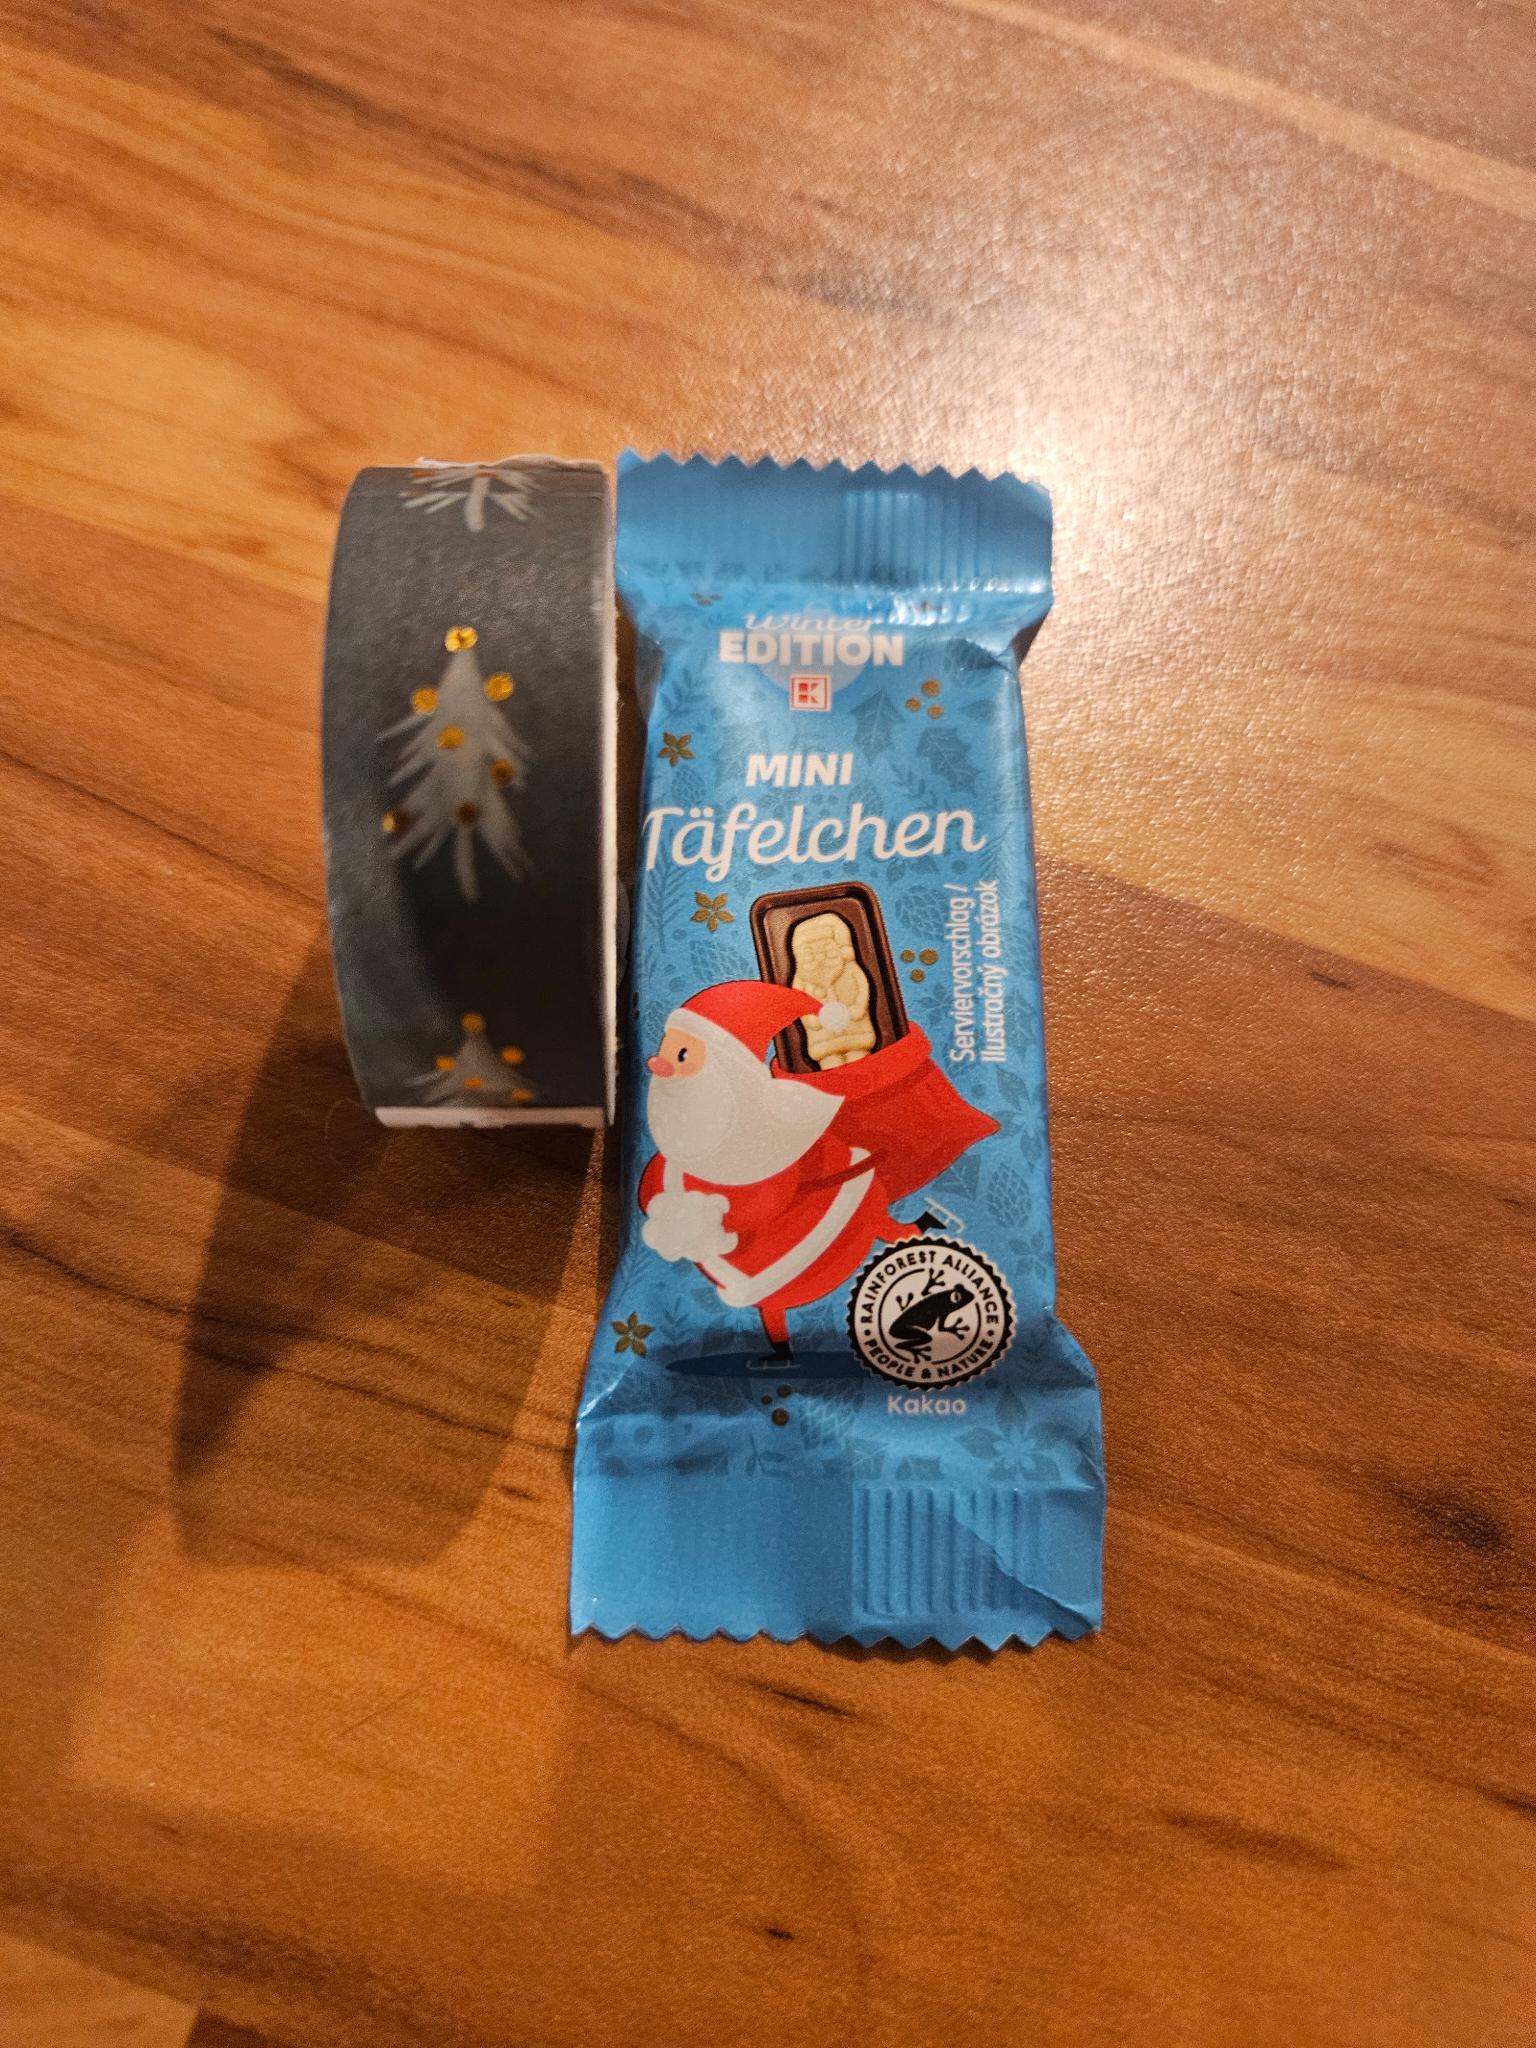 Winter
EDITION
K
MINI
Täfelchen
Serviervorschlag /
Ilustračný obrázok
RAINFOREST ALLIANCE
PEOPLE & NATURE
Kakao